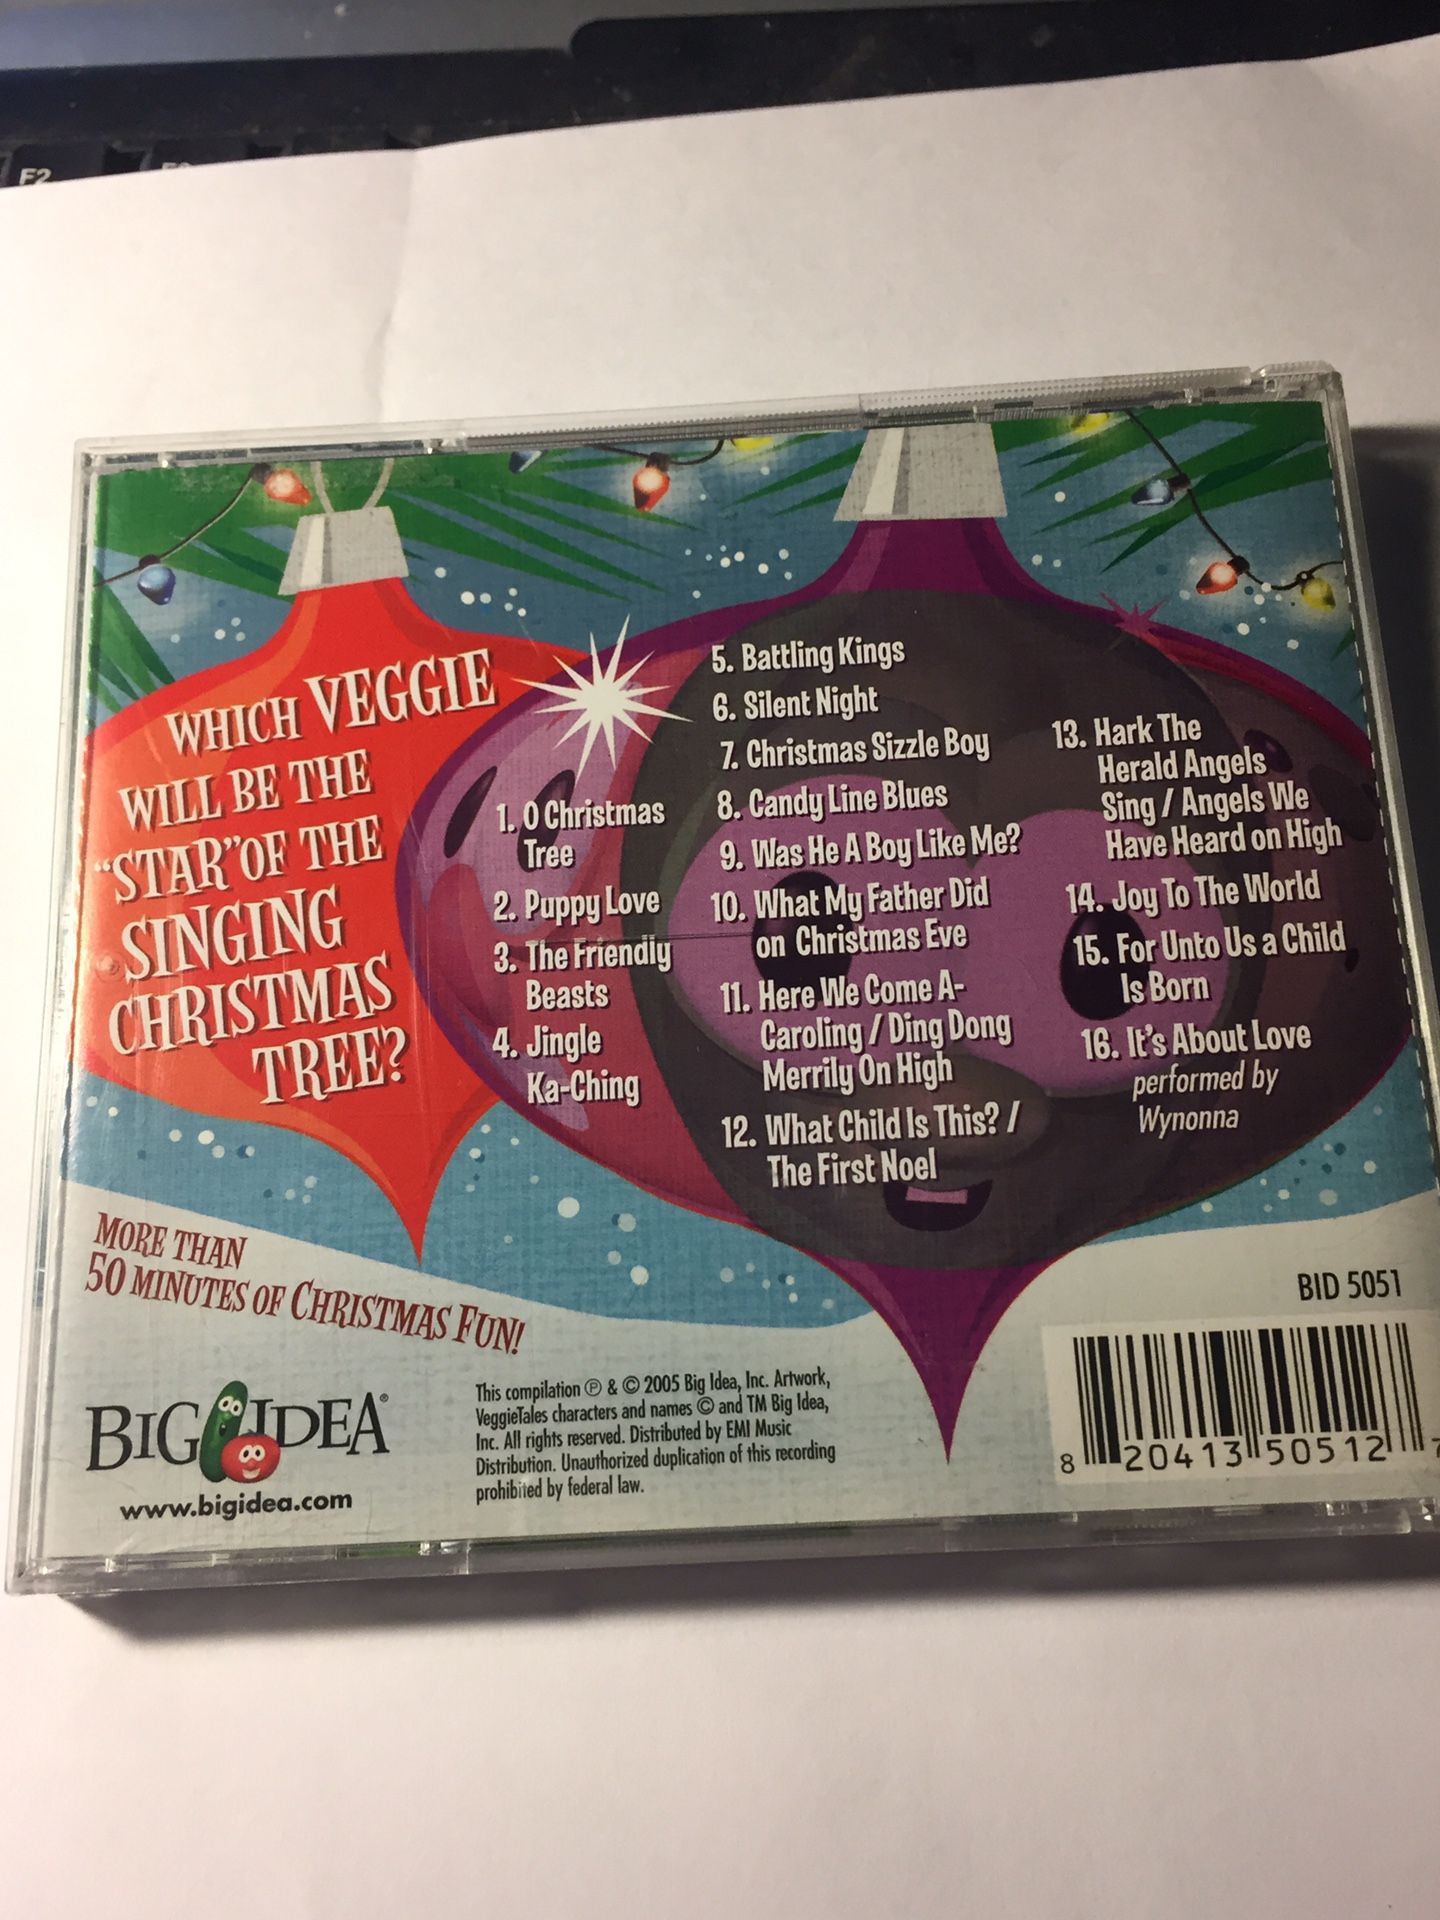 F2
WHICH VEGGIE
WILL BE THE
"STAR" OF THE
SINGING
CHRISTMAS
TREE?
1. O Christmas
Tree
2. Puppy Love
3. The Friendly
Beasts
4. Jingle
Ka-Ching
5. Battling Kings
6. Silent Night
7. Christmas Sizzle Boy
8. Candy Line Blues
9. Was He A Boy Like Me?
10. What My Father Did
on Christmas Eve
11. Here We Come A-
Caroling / Ding Dong
Merrily On High
12. What Child Is This? /
The First Noel
13. Hark The
Herald Angels
Sing / Angels We
Have Heard on High
14. Joy To The World
15. For Unto Us a Child
Is Born
16. It's About Love
performed by
Wynonna
MORE THAN
50 MINUTES OF CHRISTMAS FUN!
BIG IDEA®
www.bigidea.com
This compilation ℗ & © 2005 Big Idea, Inc. Artwork,
VeggieTales characters and names © and TM Big Idea,
Inc. All rights reserved. Distributed by EMI Music
Distribution. Unauthorized duplication of this recording
prohibited by federal law.
BID 5051
8 20413 50512 7